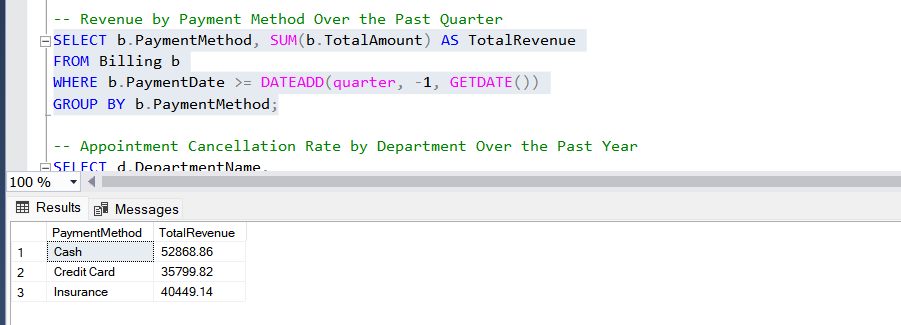 -- Revenue by Payment Method Over the Past Quarter
SELECT b.PaymentMethod, SUM(b.TotalAmount) AS TotalRevenue
FROM Billing b
WHERE b.PaymentDate >= DATEADD(quarter, -1, GETDATE())
GROUP BY b.PaymentMethod;
-- Appointment Cancellation Rate by Department Over the Past Year
SELECT d.DepartmentName,
100 %
Results Messages
PaymentMethod TotalRevenue
1 Cash 52868.86
2 Credit Card 35799.82
3 Insurance 40449.14